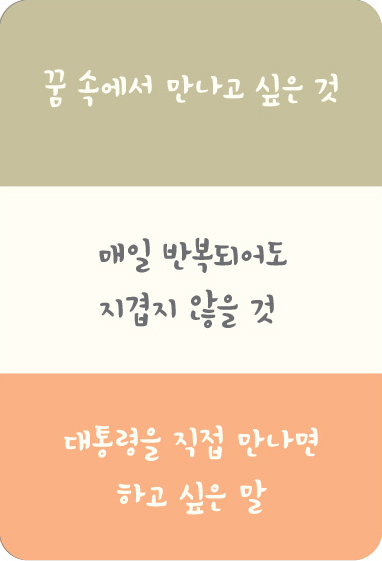 꿈 속에서 만나고 싶은 것
매일 반복되어도
지겹지 않을 것
대통령을 직접 만나면
하고 싶은 말